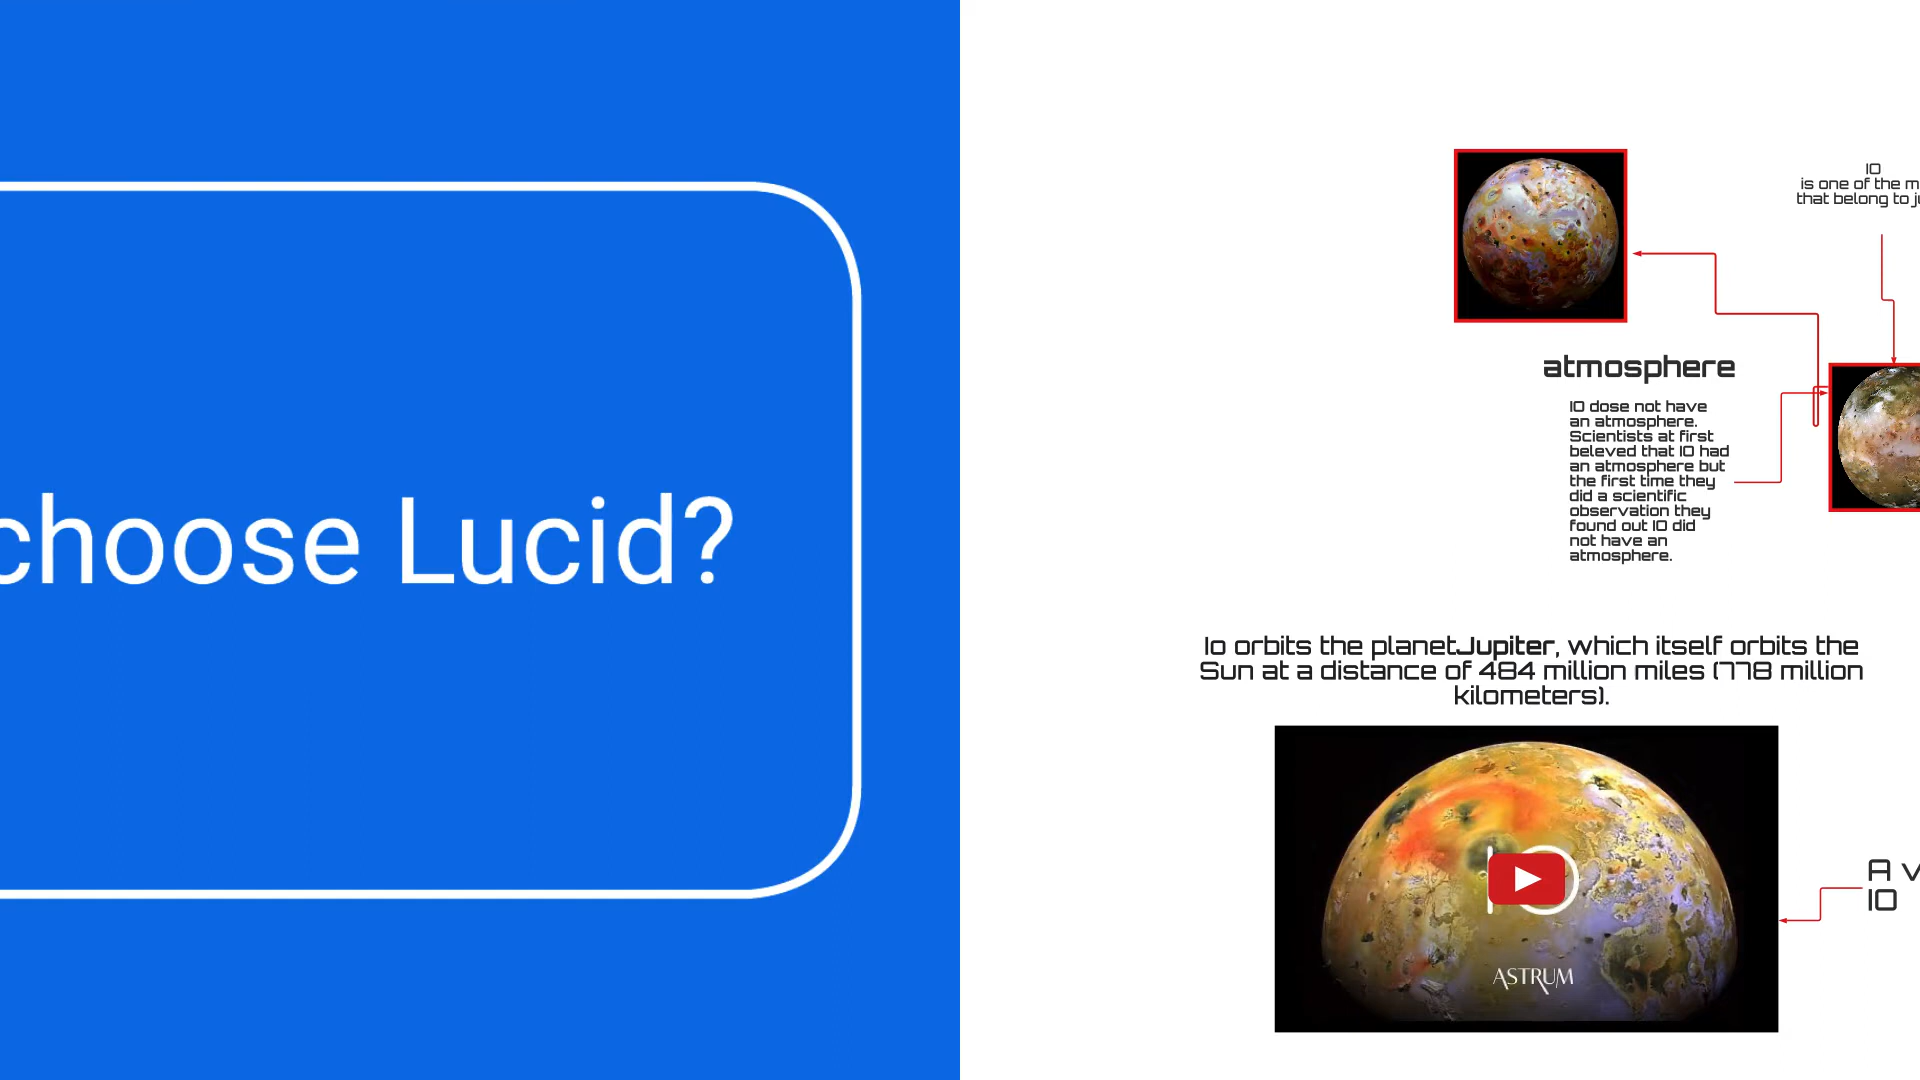 choose Lucid?
IO
is one of the m
that belong to ju
atmosphere
IO dose not have
an atmosphere.
Scientists at first
beleved that IO had
an atmosphere but
the first time they
did a scientific
observation they
found out IO did
not have an
atmosphere.
Io orbits the planetJupiter, which itself orbits the
Sun at a distance of 484 million miles (778 million
kilometers).
IO
ASTRUM
A v
IO